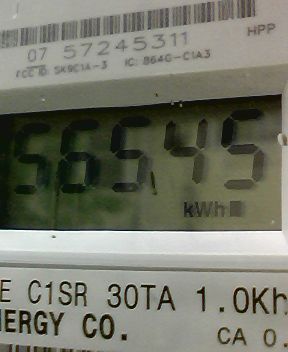 07 57245311
HPP
FCC ID: SK9C1A-3 IC: 864G-C1A3
56545
kWh
E C1SR 30TA 1.0Kh
NERGY CO.
CA 0.